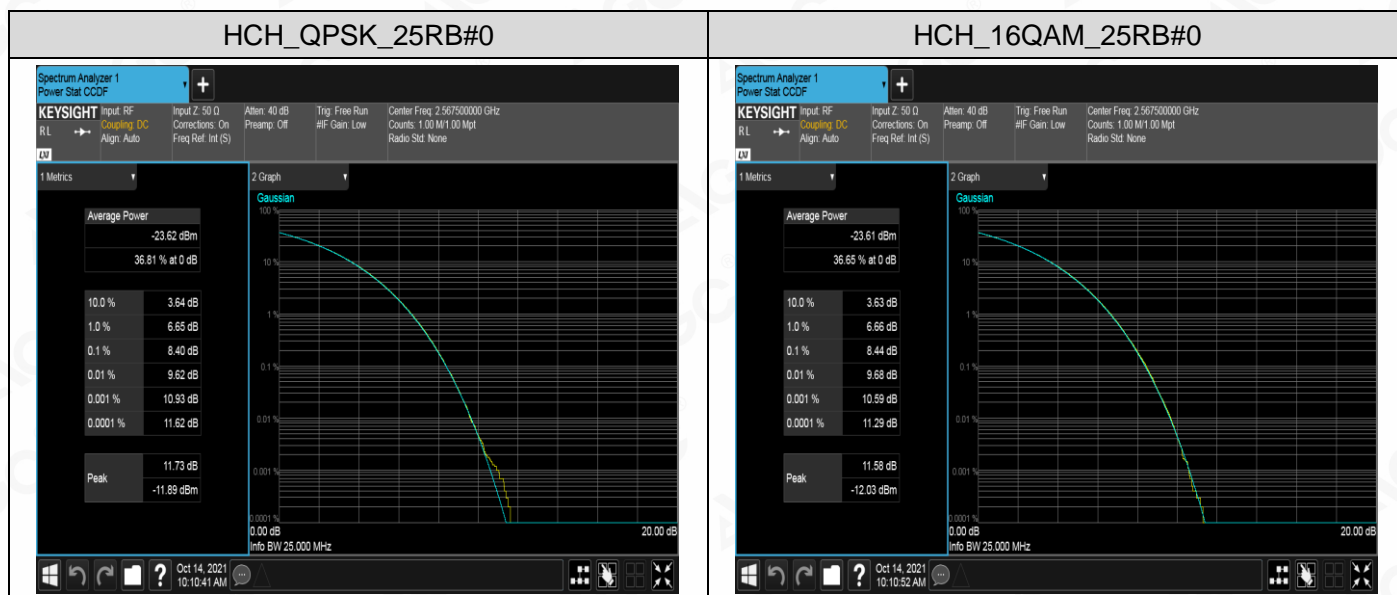 HCH_QPSK_25RB#0
Spectrum Analyzer 1
Power Stat CCDF
+
KEYSIGHT
RL
LXI
Input: RF
Coupling: DC
Align: Auto
Input Z: 50 Ω
Corrections: On
Freq Ref: Int (S)
Atten: 40 dB
Preamp: Off
Trig: Free Run
#IF Gain: Low
Center Freq: 2.567500000 GHz
Counts: 1.00 M/1.00 Mpt
Radio Std: None
1 Metrics
Average Power
-23.62 dBm
36.81 % at 0 dB
10.0 % 3.64 dB
1.0 % 6.65 dB
0.1 % 8.40 dB
0.01 % 9.62 dB
0.001 % 10.93 dB
0.0001 % 11.62 dB
Peak
11.73 dB
-11.89 dBm
2 Graph
Gaussian
100 %
10 %
1 %
0.1 %
0.01 %
0.001 %
0.0001 %
0.00 dB 20.00 dB
Info BW 25.000 MHz
?
Oct 14, 2021
10:10:41 AM
HCH_16QAM_25RB#0
Spectrum Analyzer 1
Power Stat CCDF
+
KEYSIGHT
RL
LXI
Input: RF
Coupling: DC
Align: Auto
Input Z: 50 Ω
Corrections: On
Freq Ref: Int (S)
Atten: 40 dB
Preamp: Off
Trig: Free Run
#IF Gain: Low
Center Freq: 2.567500000 GHz
Counts: 1.00 M/1.00 Mpt
Radio Std: None
1 Metrics
Average Power
-23.61 dBm
36.65 % at 0 dB
10.0 % 3.63 dB
1.0 % 6.66 dB
0.1 % 8.44 dB
0.01 % 9.68 dB
0.001 % 10.59 dB
0.0001 % 11.29 dB
Peak
11.58 dB
-12.03 dBm
2 Graph
Gaussian
100 %
10 %
1 %
0.1 %
0.01 %
0.001 %
0.0001 %
0.00 dB 20.00 dB
Info BW 25.000 MHz
?
Oct 14, 2021
10:10:52 AM